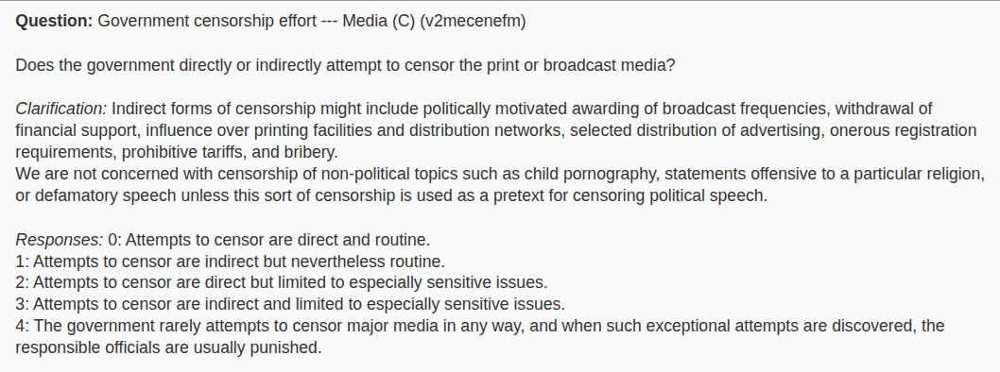 Question: Government censorship effort --- Media (C) (v2mecenefm)
Does the government directly or indirectly attempt to censor the print or broadcast media?
Clarification: Indirect forms of censorship might include politically motivated awarding of broadcast frequencies, withdrawal of
financial support, influence over printing facilities and distribution networks, selected distribution of advertising, onerous registration
requirements, prohibitive tariffs, and bribery.
We are not concerned with censorship of non-political topics such as child pornography, statements offensive to a particular religion,
or defamatory speech unless this sort of censorship is used as a pretext for censoring political speech.
Responses: 0: Attempts to censor are direct and routine.
1: Attempts to censor are indirect but nevertheless routine.
2: Attempts to censor are direct but limited to especially sensitive issues.
3: Attempts to censor are indirect and limited to especially sensitive issues.
4: The government rarely attempts to censor major media in any way, and when such exceptional attempts are discovered, the
responsible officials are usually punished.